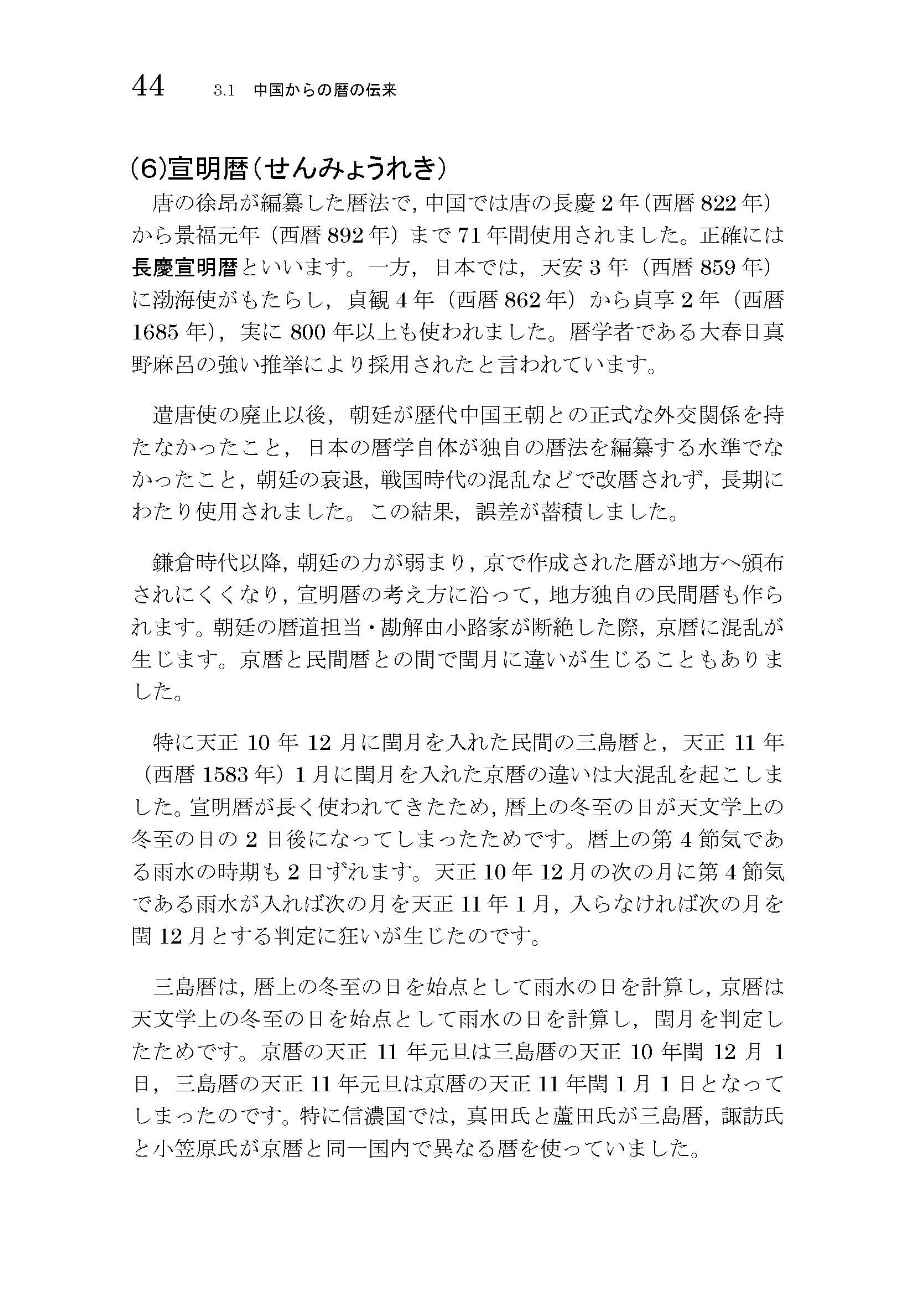 44　3.1　中国からの暦の伝来
(6)宣明暦(せんみょうれき)
唐の徐昂が編纂した暦法で，中国では唐の長慶 2 年（西暦 822 年）
から景福元年（西暦 892 年）まで 71 年間使用されました。正確には
長慶宣明暦といいます。一方，日本では，天安 3 年（西暦 859 年）
に渤海使がもたらし，貞観 4 年（西暦 862 年）から貞享 2 年（西暦
1685 年），実に 800 年以上も使われました。暦学者である大春日真
野麻呂の強い推挙により採用されたと言われています。
遣唐使の廃止以後，朝廷が歴代中国王朝との正式な外交関係を持
たなかったこと，日本の暦学自体が独自の暦法を編纂する水準でな
かったこと，朝廷の衰退，戦国時代の混乱などで改暦されず，長期に
わたり使用されました。この結果，誤差が蓄積しました。
鎌倉時代以降，朝廷の力が弱まり，京で作成された暦が地方へ頒布
されにくくなり，宣明暦の考え方に沿って，地方独自の民間暦も作ら
れます。朝廷の暦道担当・勘解由小路家が断絶した際，京暦に混乱が
生じます。京暦と民間暦との間で閏月に違いが生じることもありま
した。
特に天正 10 年 12 月に閏月を入れた民間の三島暦と，天正 11 年
（西暦 1583 年）1 月に閏月を入れた京暦の違いは大混乱を起こしま
した。宣明暦が長く使われてきたため，暦上の冬至の日が天文学上の
冬至の日の 2 日後になってしまったためです。暦上の第 4 節気であ
る雨水の時期も 2 日ずれます。天正 10 年 12 月の次の月に第 4 節気
である雨水が入れば次の月を天正 11 年 1 月，入らなければ次の月を
閏 12 月とする判定に狂いが生じたのです。
三島暦は，暦上の冬至の日を始点として雨水の日を計算し，京暦は
天文学上の冬至の日を始点として雨水の日を計算し，閏月を判定し
たためです。京暦の天正 11 年元旦は三島暦の天正 10 年閏 12 月 1
日，三島暦の天正 11 年元旦は京暦の天正 11 年閏 1 月 1 日となって
しまったのです。特に信濃国では，真田氏と蘆田氏が三島暦，諏訪氏
と小笠原氏が京暦と同一国内で異なる暦を使っていました。